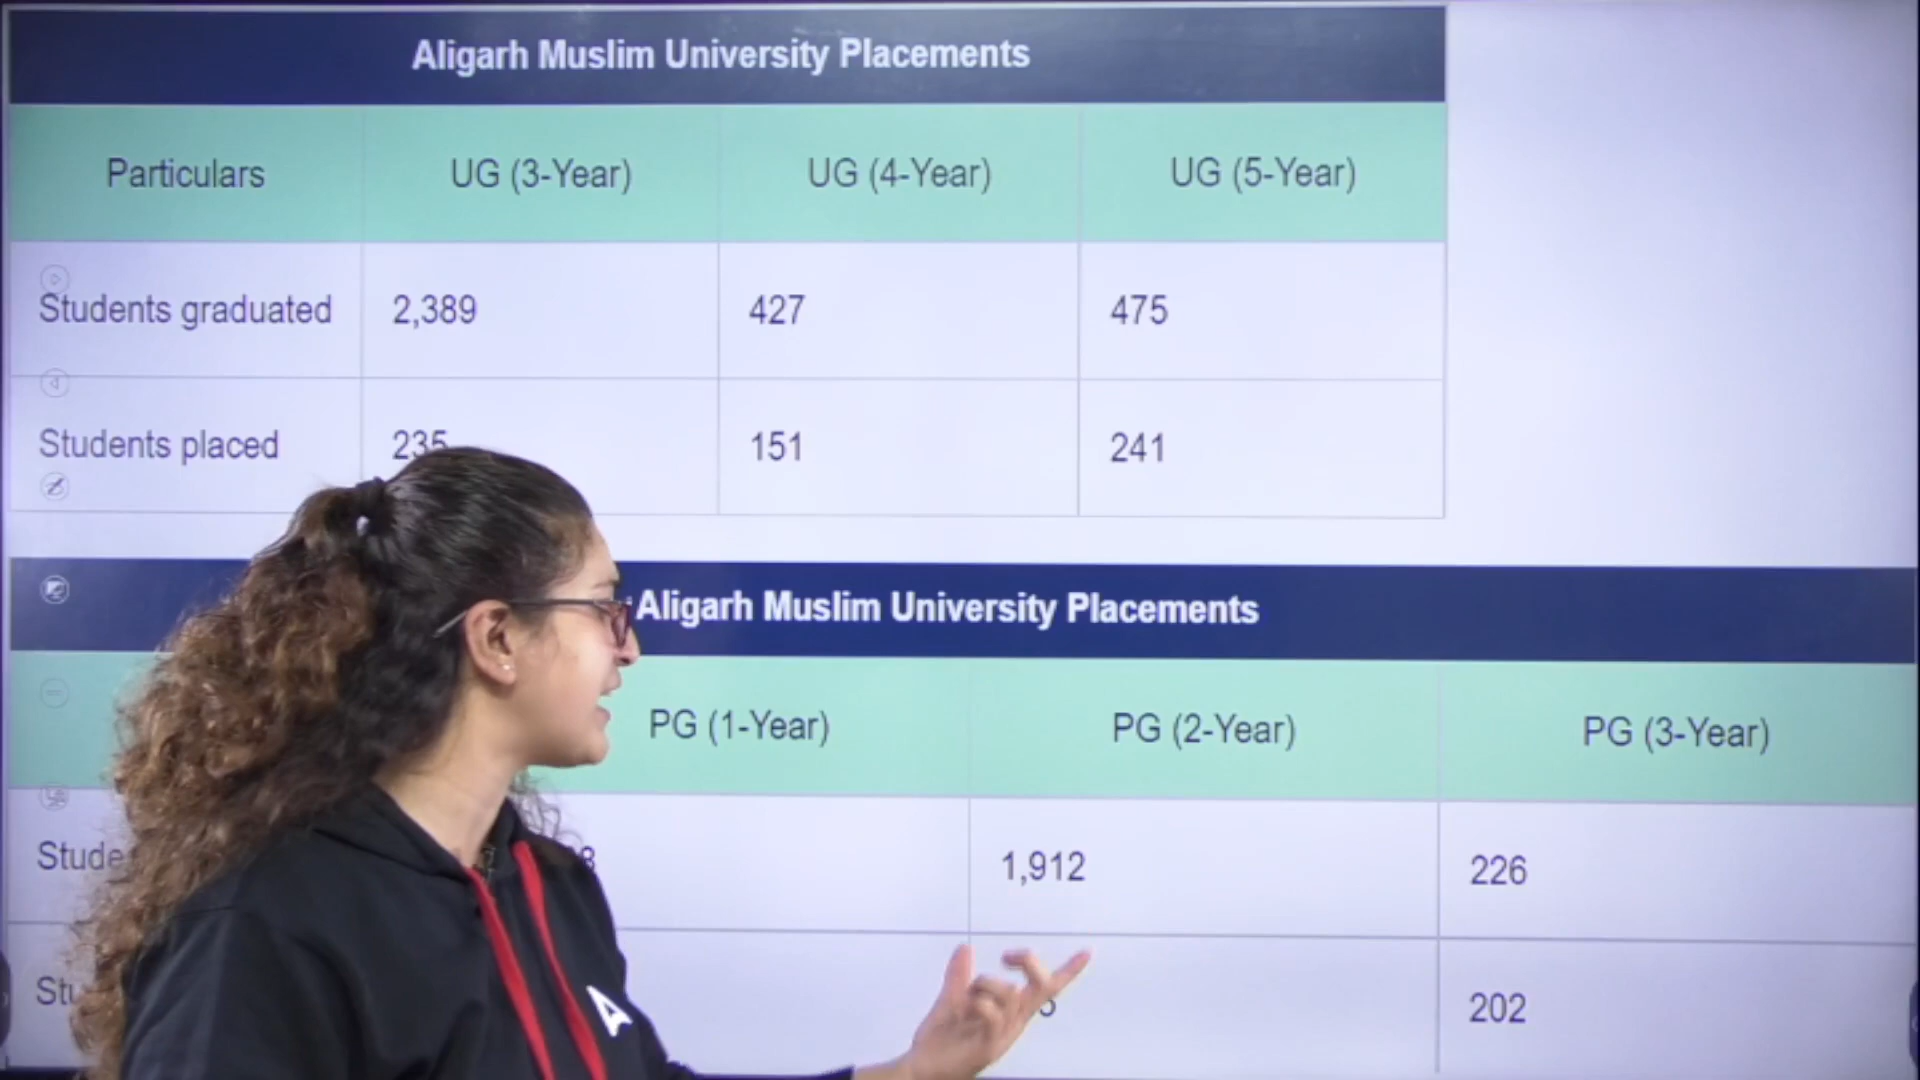 Aligarh Muslim University Placements
Particulars UG (3-Year) UG (4-Year) UG (5-Year)
Students graduated 2,389 427 475
Students placed 235 151 241
Aligarh Muslim University Placements
PG (1-Year) PG (2-Year) PG (3-Year)
1,912 226
202